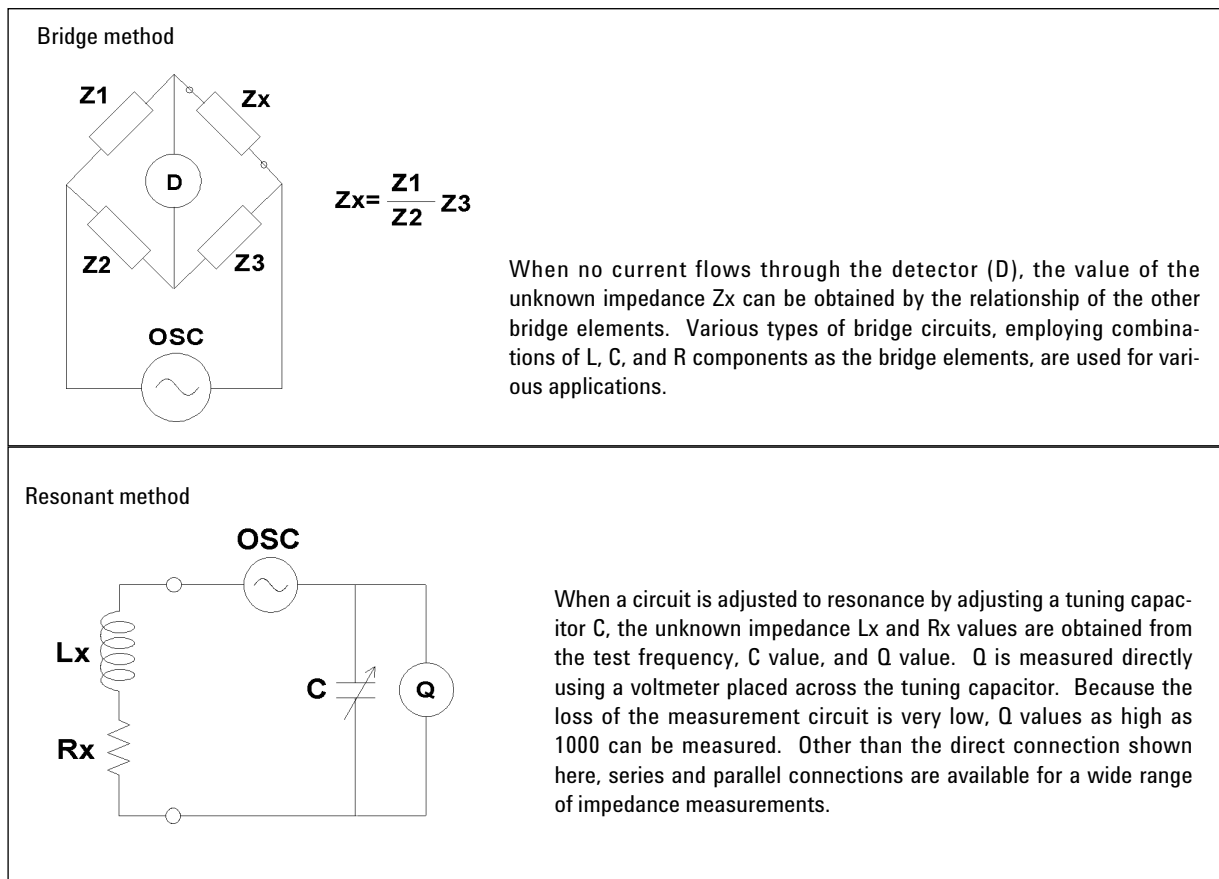 Bridge method
Z1
Zx
D
Z2
Z3
OSC
Zx= Z1
Z2 Z3
When no current flows through the detector (D), the value of the
unknown impedance Zx can be obtained by the relationship of the other
bridge elements. Various types of bridge circuits, employing combina-
tions of L, C, and R components as the bridge elements, are used for vari-
ous applications.
Resonant method
OSC
Lx
C
Q
Rx
When a circuit is adjusted to resonance by adjusting a tuning capac-
itor C, the unknown impedance Lx and Rx values are obtained from
the test frequency, C value, and Q value. Q is measured directly
using a voltmeter placed across the tuning capacitor. Because the
loss of the measurement circuit is very low, Q values as high as
1000 can be measured. Other than the direct connection shown
here, series and parallel connections are available for a wide range
of impedance measurements.